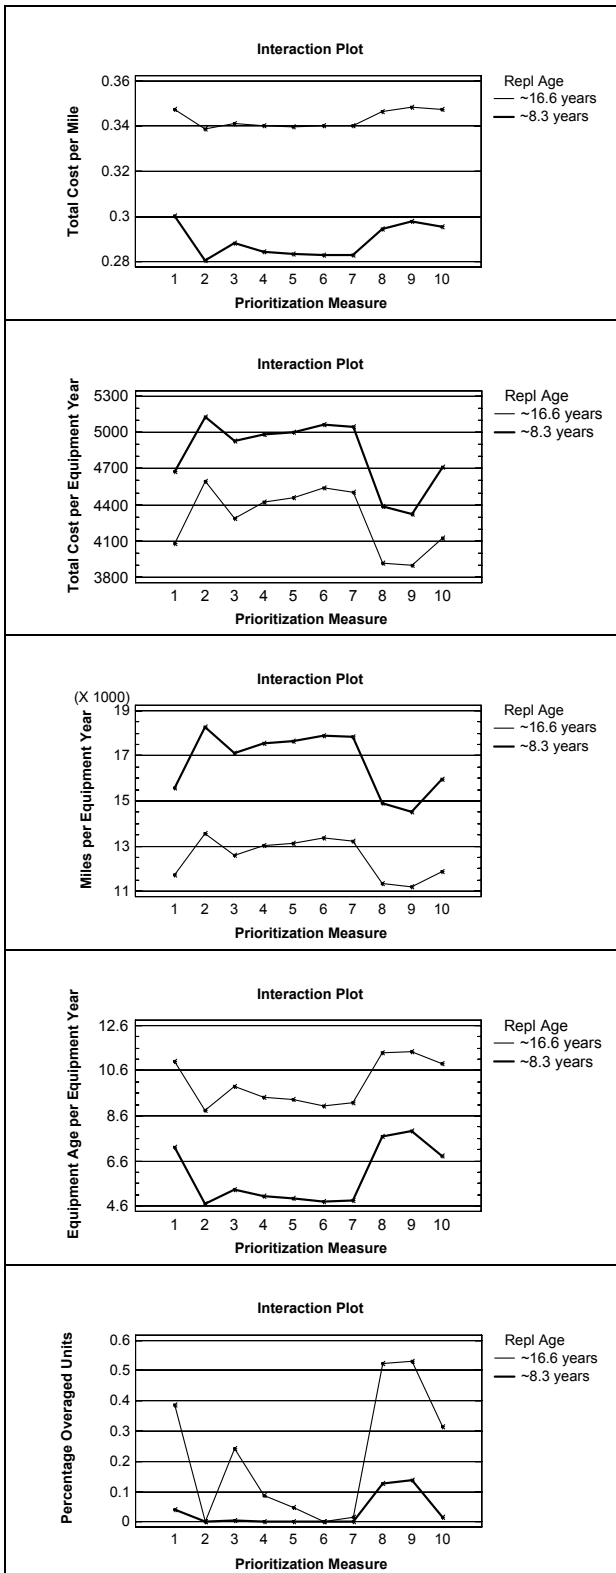 Interaction Plot
Total Cost per Mile
0.36
0.34
0.32
0.3
0.28
1 2 3 4 5 6 7 8 9 10
Prioritization Measure
Repl Age
~16.6 years
~8.3 years
Interaction Plot
Total Cost per Equipment Year
5300
5000
4700
4400
4100
3800
1 2 3 4 5 6 7 8 9 10
Prioritization Measure
Repl Age
~16.6 years
~8.3 years
Interaction Plot
(X 1000)
Miles per Equipment Year
19
17
15
13
11
1 2 3 4 5 6 7 8 9 10
Prioritization Measure
Repl Age
~16.6 years
~8.3 years
Interaction Plot
Equipment Age per Equipment Year
12.6
10.6
8.6
6.6
4.6
1 2 3 4 5 6 7 8 9 10
Prioritization Measure
Repl Age
~16.6 years
~8.3 years
Interaction Plot
Percentage Overaged Units
0.6
0.5
0.4
0.3
0.2
0.1
0
1 2 3 4 5 6 7 8 9 10
Prioritization Measure
Repl Age
~16.6 years
~8.3 years